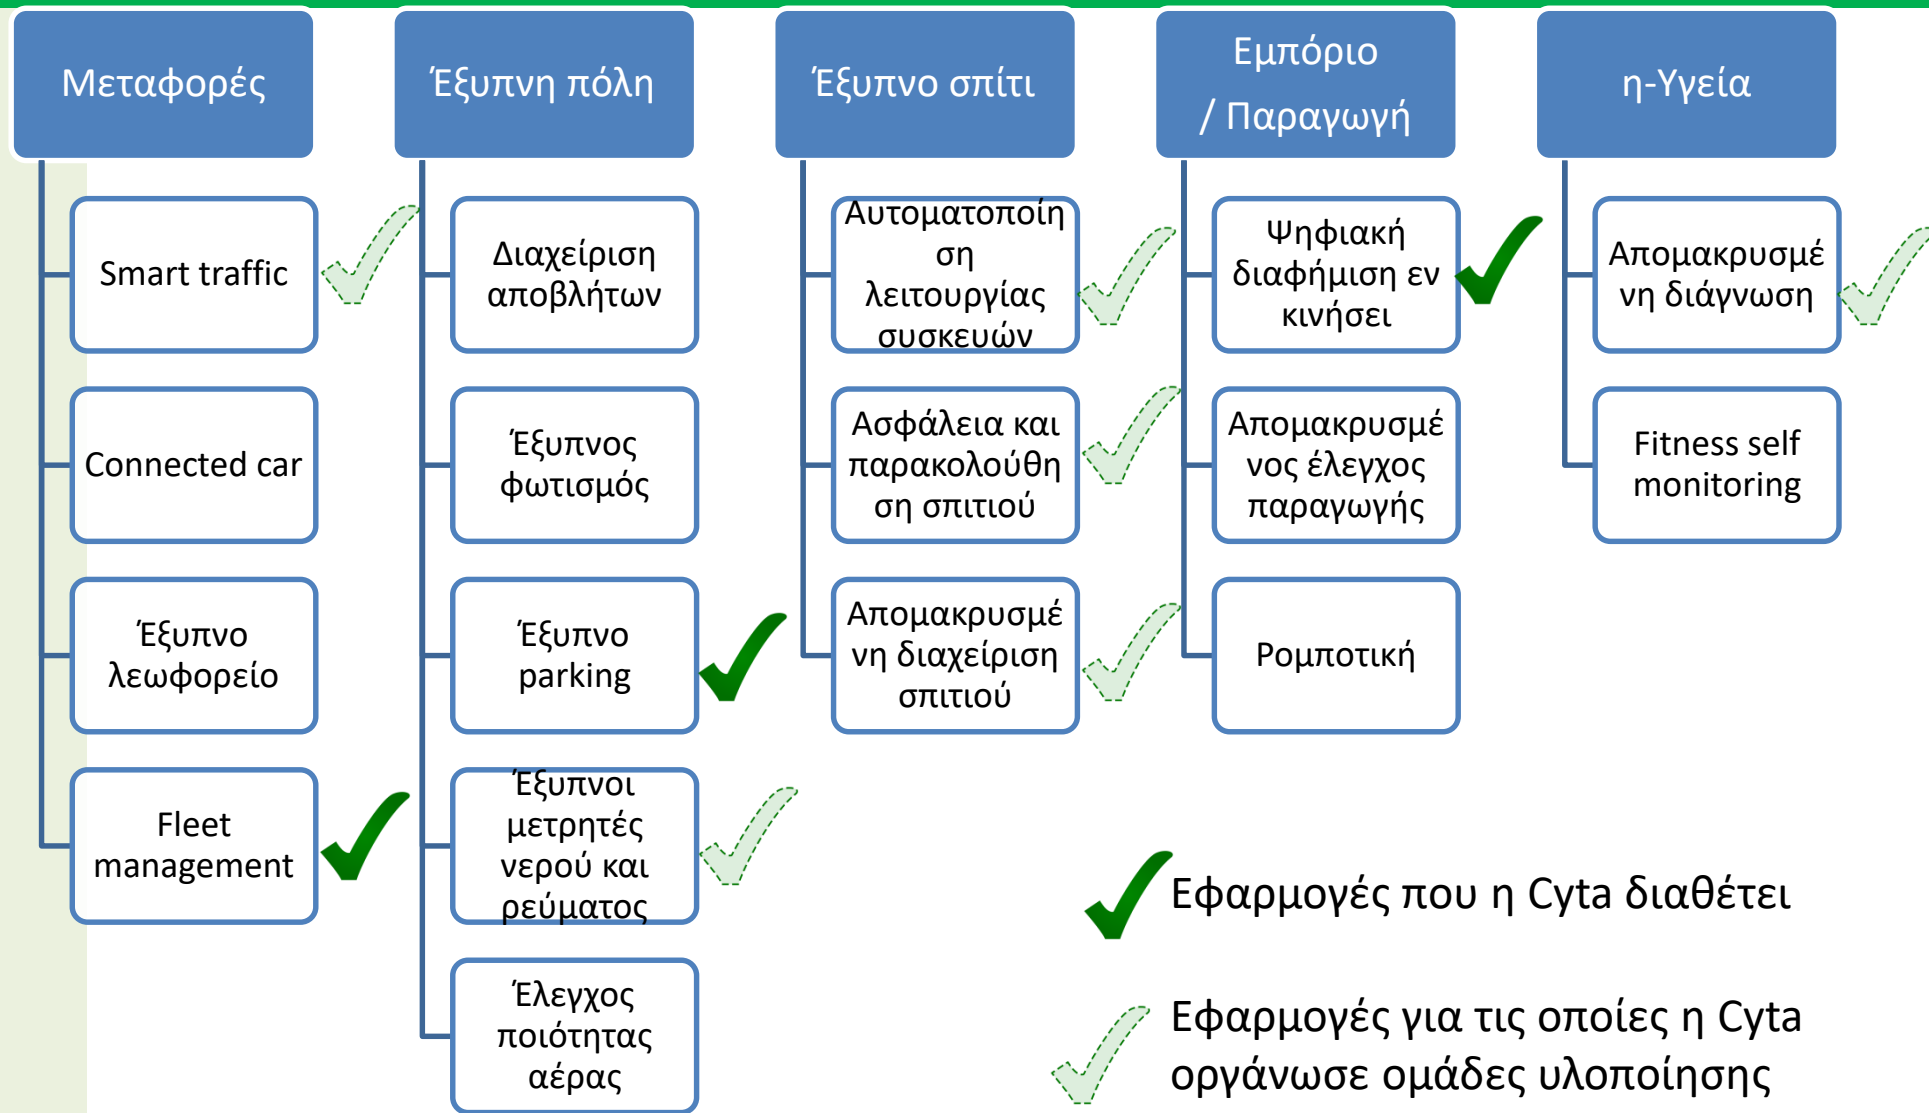 Μεταφορές
Smart traffic
Connected car
Έξυπνο
λεωφορείο
Fleet
management
Έξυπνη πόλη
Διαχείριση
αποβλήτων
Έξυπνος
φωτισμός
Έξυπνο
parking
Έξυπνοι
μετρητές
νερού και
ρεύματος
Έλεγχος
ποιότητας
αέρας
Έξυπνο σπίτι
Αυτοματοποίη
ση
λειτουργίας
συσκευών
Ασφάλεια και
παρακολούθη
ση σπιτιού
Απομακρυσμέ
νη διαχείριση
σπιτιού
Εμπόριο
/ Παραγωγή
Ψηφιακή
διαφήμιση εν
κινήσει
Απομακρυσμέ
νος έλεγχος
παραγωγής
Ρομποτική
η-Υγεία
Απομακρυσμέ
νη διάγνωση
Fitness self
monitoring
Εφαρμογές που η Cyta διαθέτει
Εφαρμογές για τις οποίες η Cyta
οργάνωσε ομάδες υλοποίησης